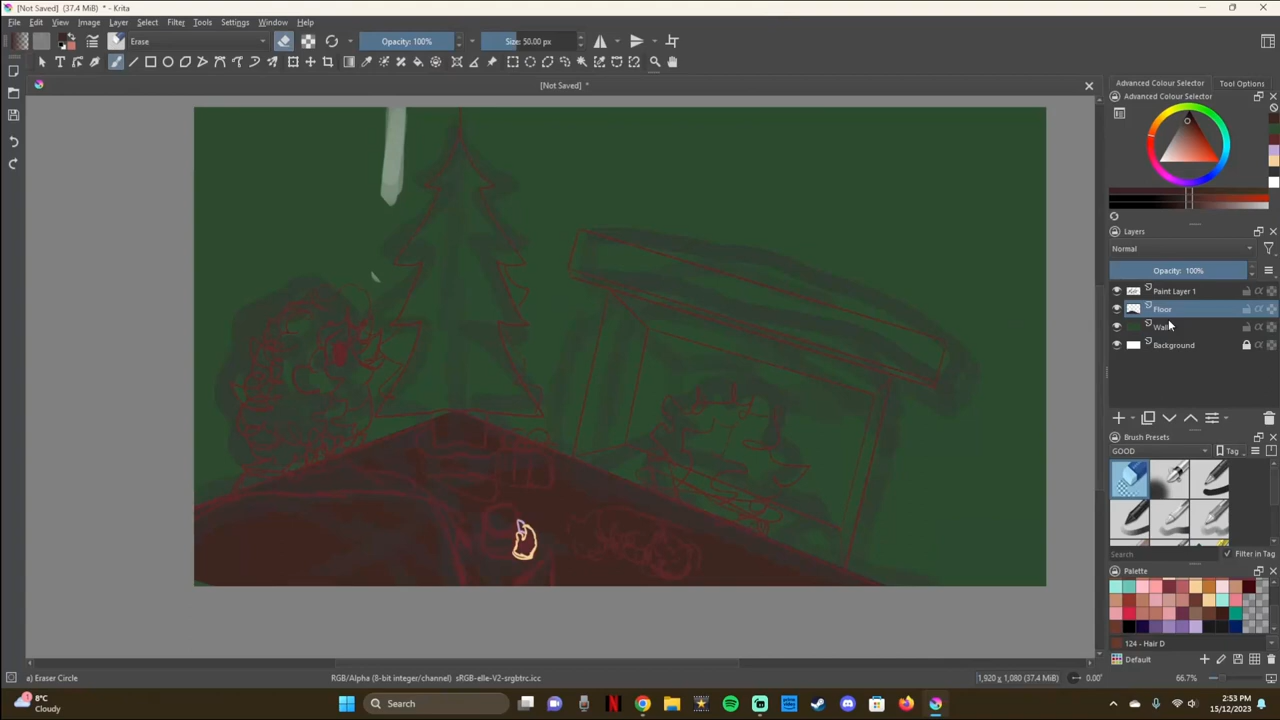 [Not Saved] (37.4 MiB) * - Krita
File Edit View Image Layer Select Filter Tools Settings Window Help
Erase
Opacity: 100%
Size: 50.00 px
[Not Saved] *
Advanced Colour Selector
Tool Options
Advanced Colour Selector
Layers
Normal
Opacity: 100%
Paint Layer 1
Floor
Wall
Background
Brush Presets
GOOD
Tag
Search
Filter in Tag
Palette
124 - Hair D
Default
a) Eraser Circle
RGB/Alpha (8-bit integer/channel) sRGB-elle-V2-srgbtrc.icc
1,920 x 1,080 (37.4 MiB)
0.00°
66.7%
8°C
Cloudy
Search
2:53 PM
15/12/2023